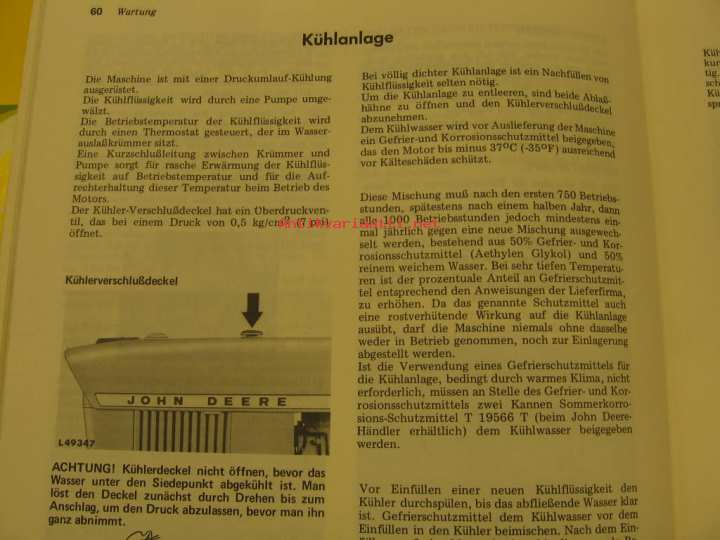 60 Wartung
Kühlanlage
Die Maschine ist mit einer Druckumlauf-Kühlung
ausgerüstet.
Die Kühlflüssigkeit wird durch eine Pumpe umge-
wälzt.
Die Betriebstemperatur der Kühlflüssigkeit wird
durch einen Thermostat gesteuert, der im Wasser-
auslaßkrümmer sitzt.
Eine Kurzschlußleitung zwischen Krümmer und
Pumpe sorgt für rasche Erwärmung der Kühlflüs-
sigkeit auf Betriebstemperatur und für die Auf-
rechterhaltung dieser Temperatur beim Betrieb des
Motors.
Der Kühler-Verschlußdeckel hat ein Überdruckven-
til, das bei einem Druck von 0,5 kg/cm² (7 lb)
öffnet.
Kühlerverschlußdeckel
JOHN DEERE
L49347
ACHTUNG! Kühlerdeckel nicht öffnen, bevor das
Wasser unter den Siedepunkt abgekühlt ist. Man
löst den Deckel zunächst durch Drehen bis zum
Anschlag, um den Druck abzulassen, bevor man ihn
ganz abnimmt.
Bei völlig dichter Kühlanlage ist ein Nachfüllen von
Kühlflüssigkeit selten nötig.
Um die Kühlanlage zu entleeren, sind beide Ablaß-
hähne zu öffnen und den Kühlerverschlußdeckel
abzunehmen.
Dem Kühlwasser wird vor Auslieferung der Maschine
ein Gefrier-und Korrosionsschutzmittel beigegeben,
das den Motor bis minus 37°C (-35°F) ausreichend
vor Kälteschäden schützt.
Diese Mischung muß nach den ersten 750 Betriebs-
stunden, spätestens nach einem halben Jahr, dann
alle 1000 Betriebsstunden jedoch mindestens ein-
mal jährlich gegen eine neue Mischung ausgewech-
selt werden, bestehend aus 50% Gefrier- und Kor-
rosionsschutzmittel (Aethylen Glykol) und 50%
reinem weichem Wasser. Bei sehr tiefen Temperatu-
ren ist der prozentuale Anteil an Gefrierschutzmit-
tel entsprechend den Anweisungen der Lieferfirma,
zu erhöhen. Da das genannte Schutzmittel auch
eine rostverhütende Wirkung auf die Kühlanlage
ausübt, darf die Maschine niemals ohne dasselbe
weder in Betrieb genommen, noch zur Einlagerung
abgestellt werden.
Ist die Verwendung eines Gefrierschutzmittels für
die Kühlanlage, bedingt durch warmes Klima, nicht
erforderlich, müssen an Stelle des Gefrier- und Kor-
rosionsschutzmittels zwei Kannen Sommerkorro-
sions-Schutzmittel T 19566 T (beim John Deere-
Händler erhältlich) dem Kühlwasser beigegeben
werden.
Vor Einfüllen einer neuen Kühlflüssigkeit den
Kühler durchspülen, bis das abfließende Wasser klar
ist. Gefrierschutzmittel dem Kühlwasser vor dem
Einfüllen in den Kühler beimischen. Nach dem Ein-